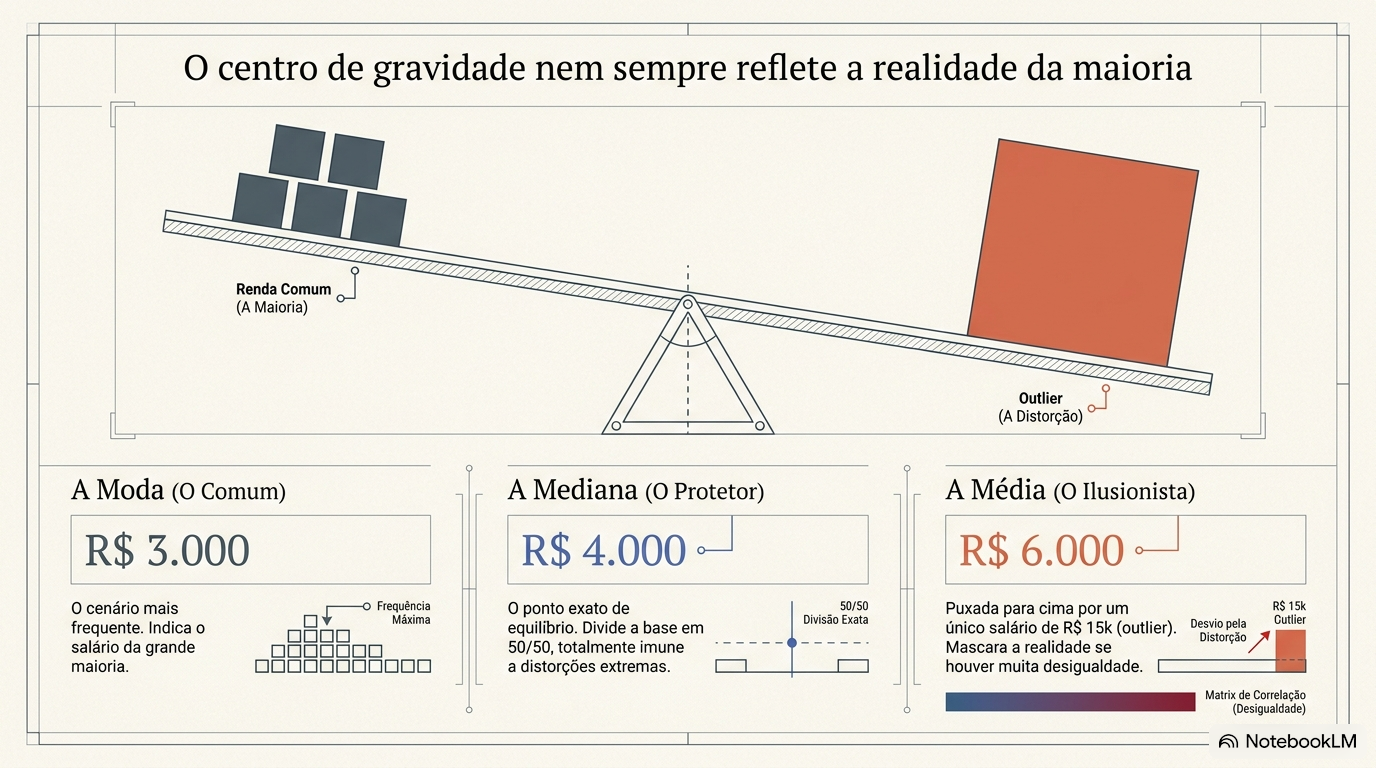 O centro de gravidade nem sempre reflete a realidade da maioria
Renda Comum
(A Maioria)
Outlier
(A Distorção)
A Moda (O Comum)
R$ 3.000
O cenário mais
frequente. Indica o
salário da grande
maioria.
Frequência
Máxima
A Mediana (O Protetor)
R$ 4.000
O ponto exato de
equilíbrio. Divide a base em
50/50, totalmente imune
a distorções extremas.
50/50
Divisão Exata
A Média (O Ilusionista)
R$ 6.000
Puxada para cima por um
único salário de R$ 15k (outlier).
Mascara a realidade se
houver muita desigualdade.
R$ 15k
Outlier
Desvio pela
Distorção
Matrix de Correlação
(Desigualdade)
NotebookLM